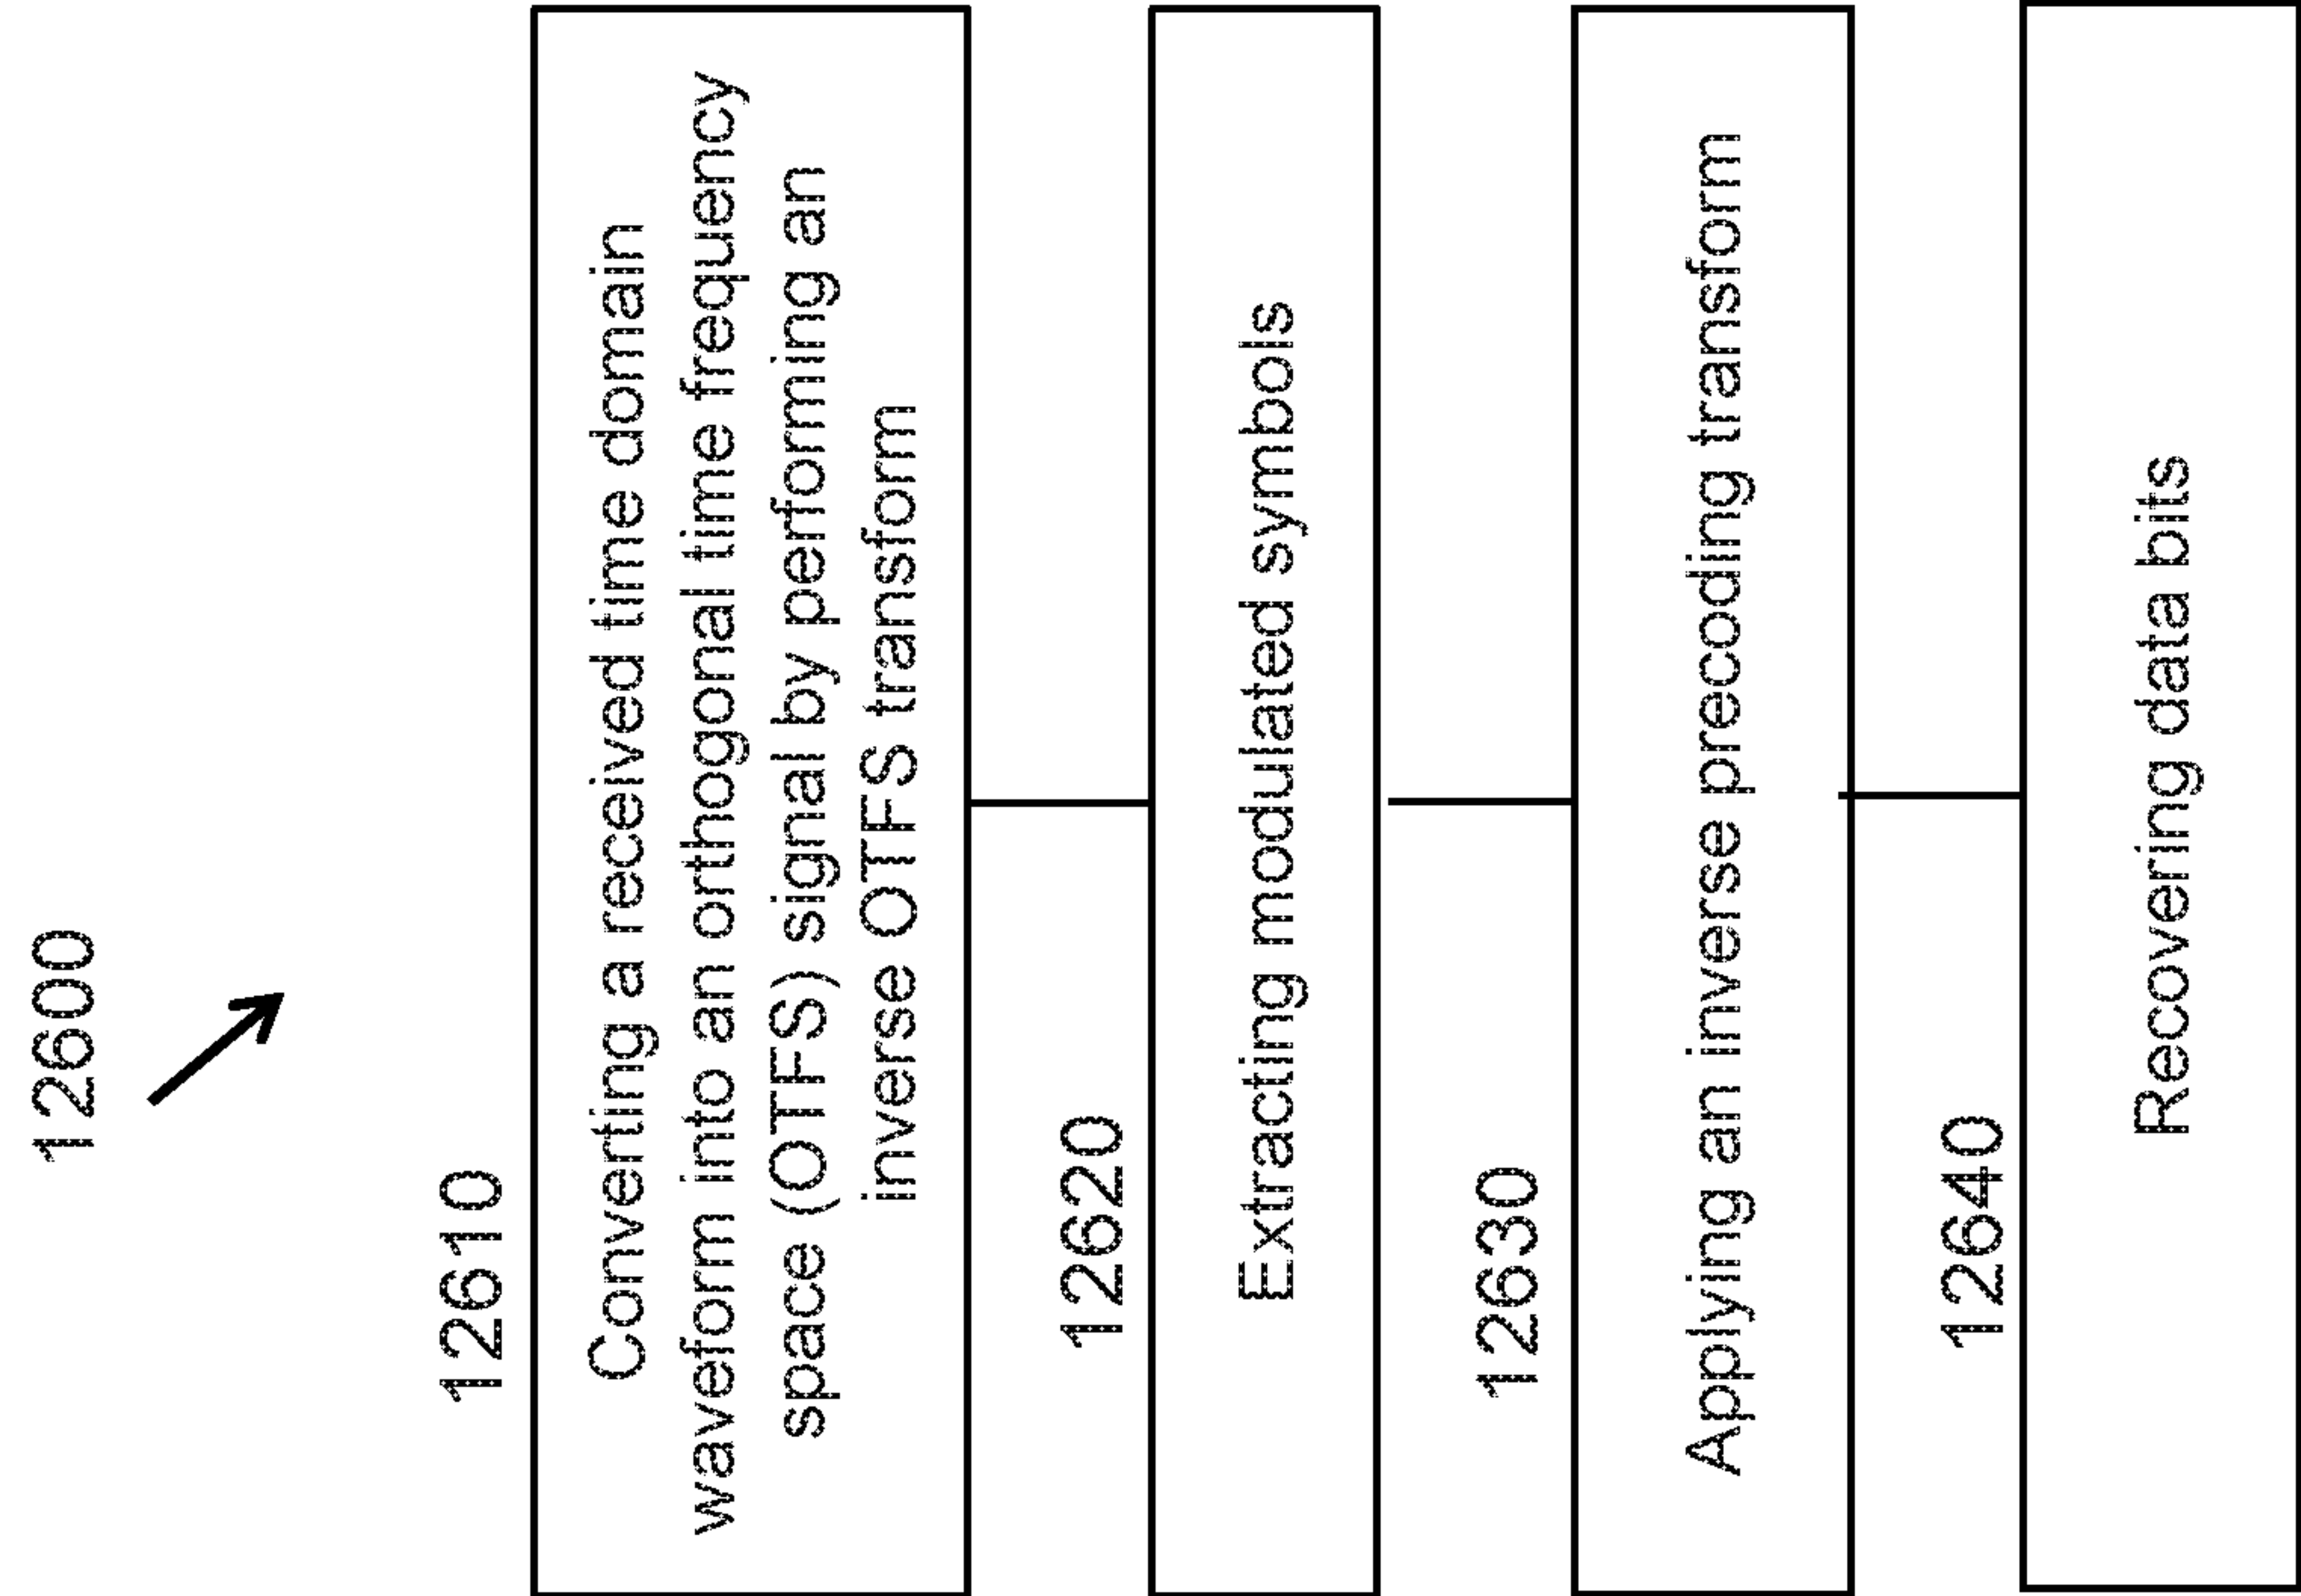 12600
12610
Converting a received time domain
waveform into an orthogonal time frequency
space (OTFS) signal by performing an
inverse OTFS transform
12620
Extracting modulated symbols
12630
Applying an inverse precoding transform
12640
Recovering data bits